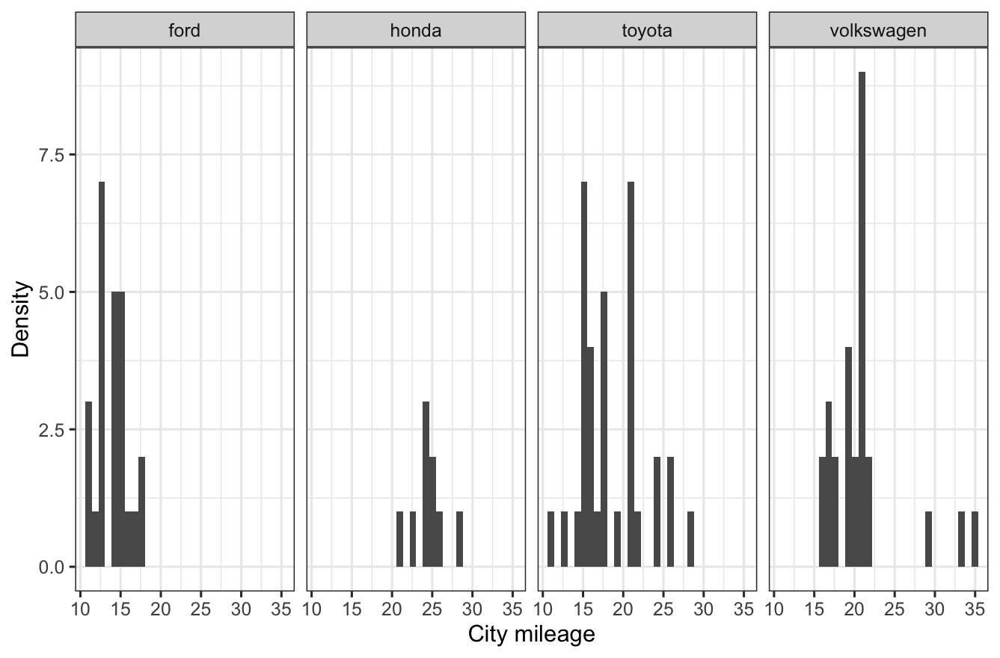 ford honda toyota volkswagen
7.5
5.0
2.5
0.0
Density
10 15 20 25 30 35 10 15 20 25 30 35 10 15 20 25 30 35 10 15 20 25 30 35
City mileage